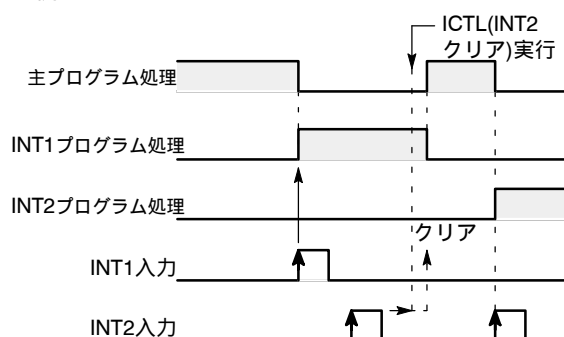 ICTL(INT2
クリア)実行
主プログラム処理
INT1プログラム処理
INT2プログラム処理
クリア
INT1入力
INT2入力